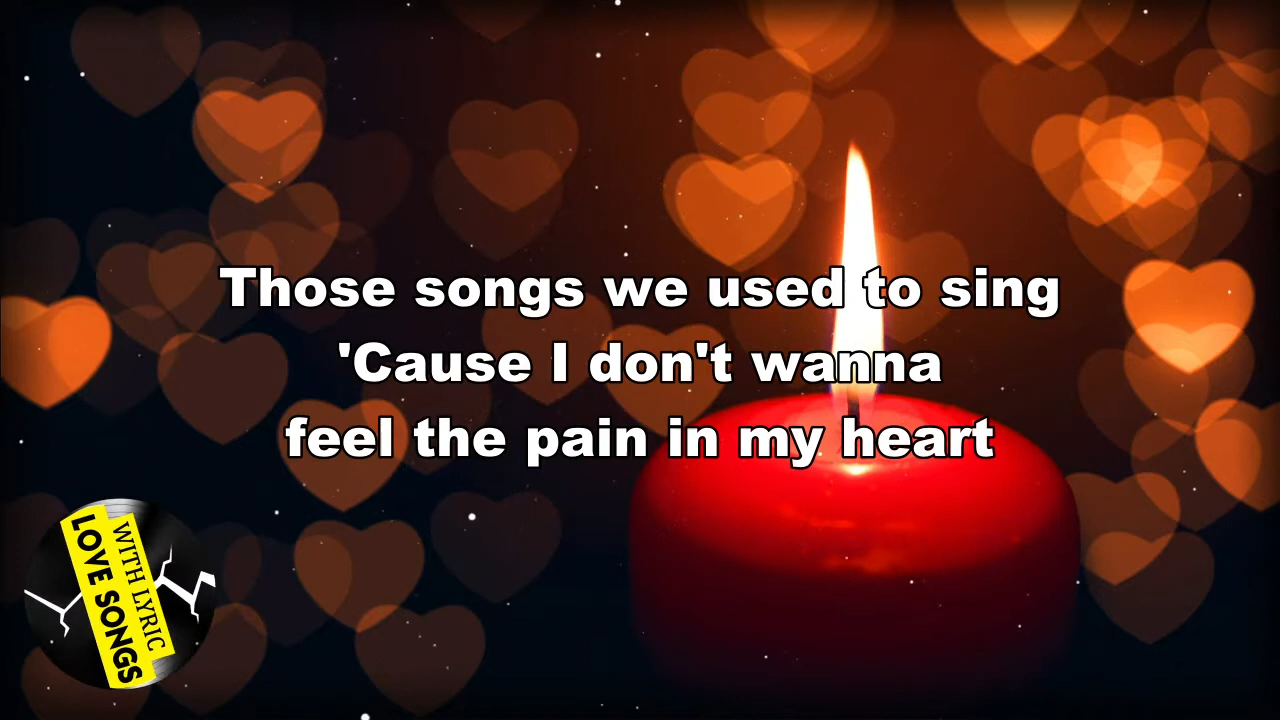 Those songs we used to sing
'Cause I don't wanna
feel the pain in my heart
WITH LYRIC
LOVE SONGS